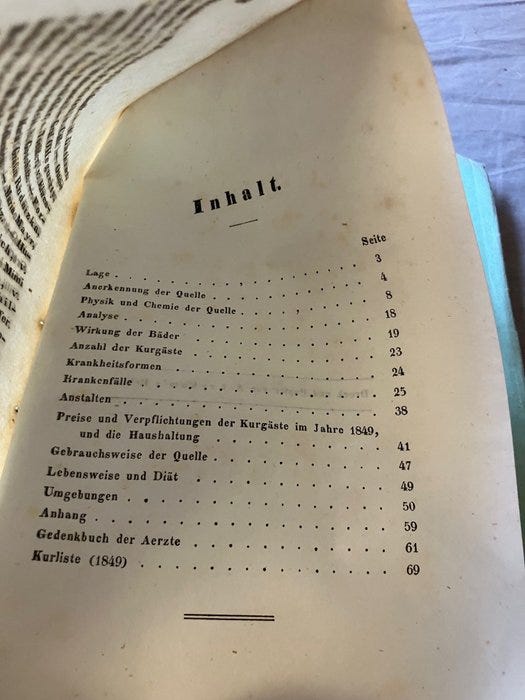 Inhalt.
Seite
Lage . . . . . . . . . . . . . 3
Anerkennung der Quelle . . . . . . . . 4
Physik und Chemie der Quelle . . . . . . . 8
Analyse . . . . . . . . . . . . 18
Wirkung der Bäder . . . . . . . . . 19
Anzahl der Kurgäste . . . . . . . . . 23
Krankheitsformen . . . . . . . . . . 24
Krankenfälle . . . . . . . . . . . 25
Anstalten . . . . . . . . . . . . 38
Preise und Verpflichtungen der Kurgäste im Jahre 1849,
und die Haushaltung . . . . . . . . 41
Gebrauchsweise der Quelle . . . . . . . . 47
Lebensweise und Diät . . . . . . . . . 49
Umgebungen . . . . . . . . . . . 50
Anhang . . . . . . . . . . . . 59
Gedenkbuch der Aerzte . . . . . . . . . 61
Kurliste (1849) . . . . . . . . . . 69